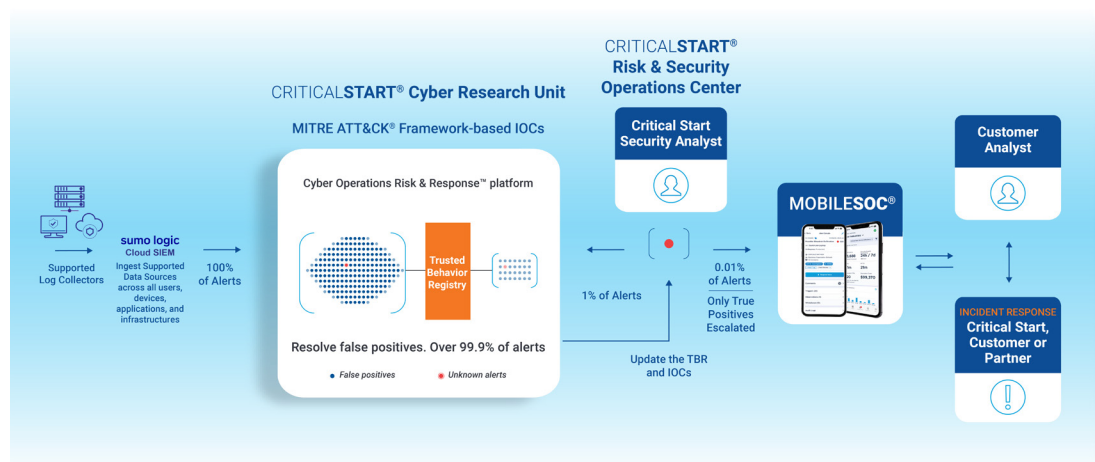 CRITICALSTART®
Risk & Security
Operations Center
CRITICALSTART® Cyber Research Unit
MITRE ATT&CK® Framework-based IOCs
Critical Start
Security Analyst
Customer
Analyst
Cyber Operations Risk & Response™ platform
MOBILESOC®
sumo logic
Cloud SIEM
Supported
Log Collectors
Ingest Supported
Data Sources
across all users,
devices,
applications, and
infrastructures
100%
of Alerts
Trusted
Behavior
Registry
1% of Alerts
0.01%
of Alerts
Only True
Positives
Escalated
Resolve false positives. Over 99.9% of alerts
False positives
Unknown alerts
Update the TBR
and IOCs
INCIDENT RESPONSE
Critical Start,
Customer or
Partner